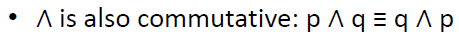 • Λ is also commutative: p Λ q ≡ q Λ p